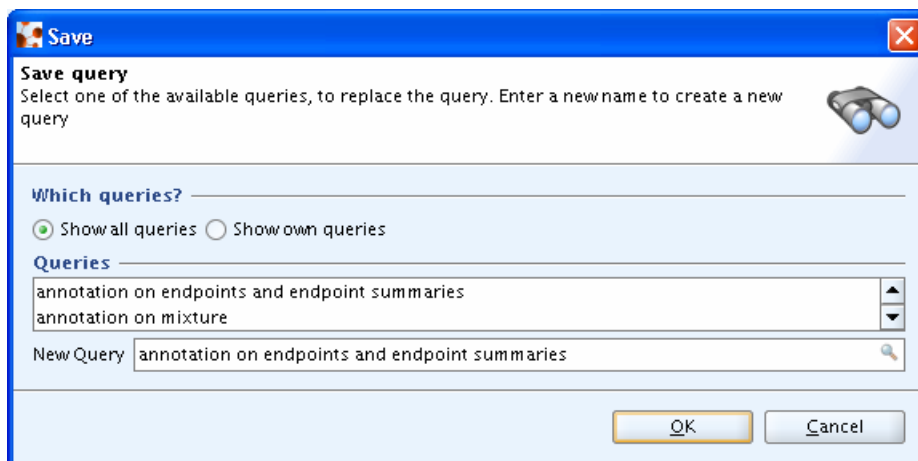 Save
Save query
Select one of the available queries, to replace the query. Enter a new name to create a new
query
Which queries?
Show all queries Show own queries
Queries
annotation on endpoints and endpoint summaries
annotation on mixture
New Query annotation on endpoints and endpoint summaries
OK Cancel